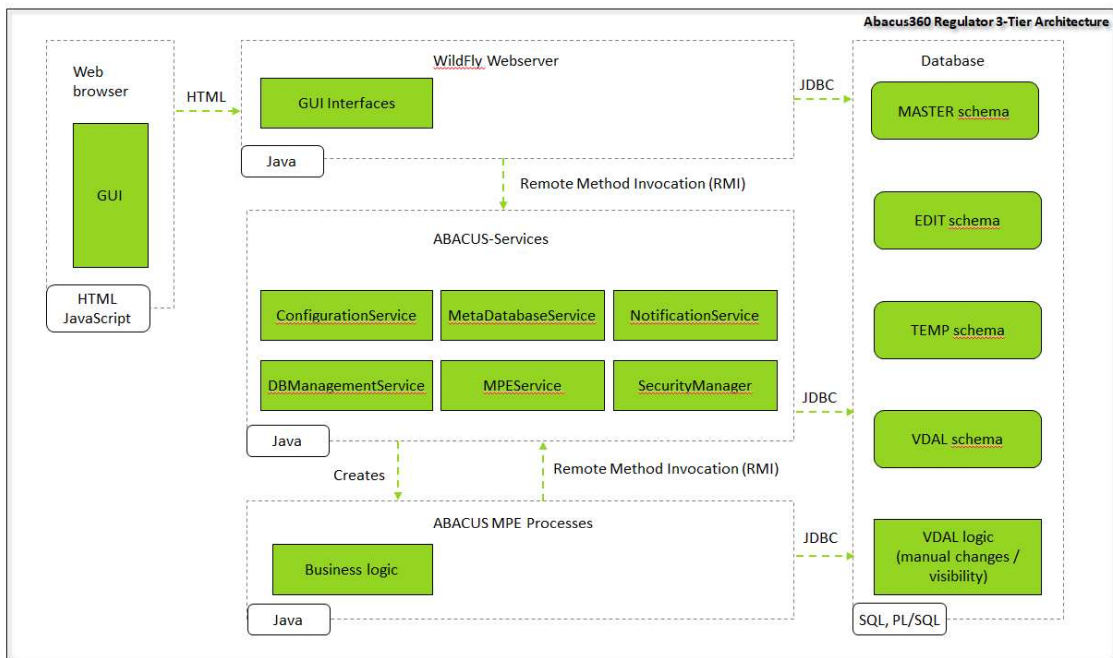 Abacus360 Regulator 3-Tier Architecture
Web
browser
GUI
HTML
JavaScript
HTML
WildFly Webserver
GUI Interfaces
Java
JDBC
Remote Method Invocation (RMI)
ABACUS-Services
ConfigurationService
MetaDatabaseService
NotificationService
DBManagementService
MPEService
SecurityManager
Java
JDBC
Creates
Remote Method Invocation (RMI)
ABACUS MPE Processes
Business logic
Java
JDBC
Database
MASTER schema
EDIT schema
TEMP schema
VDAL schema
VDAL logic
(manual changes /
visibility)
SQL, PL/SQL